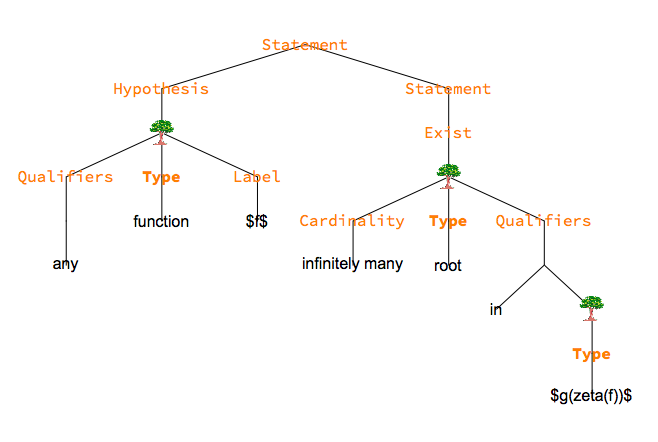 Statement
Hypothesis Statement
Exist
Qualifiers Type Label
function $f$ Cardinality Type Qualifiers
any infinitely many root
in
Type
$g(zeta(f))$